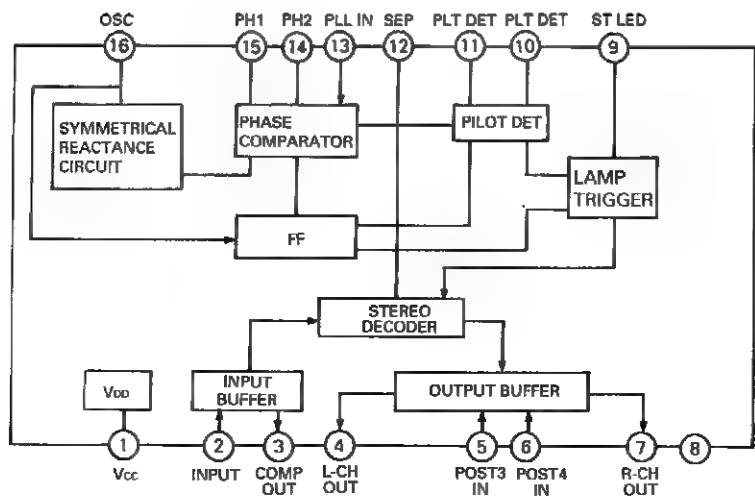 OSC PH1 PH2 PLL IN SEP PLT DET PLT DET ST LED
16 15 14 13 12 11 10 9
SYMMETRICAL
REACTANCE
CIRCUIT
PHASE
COMPARATOR
PILOT DET
LAMP
TRIGGER
FF
STEREO
DECODER
VDD
INPUT
BUFFER
OUTPUT BUFFER
1 2 3 4 5 6 7 8
VCC INPUT COMP OUT L-CH OUT POST3 IN POST4 IN R-CH OUT